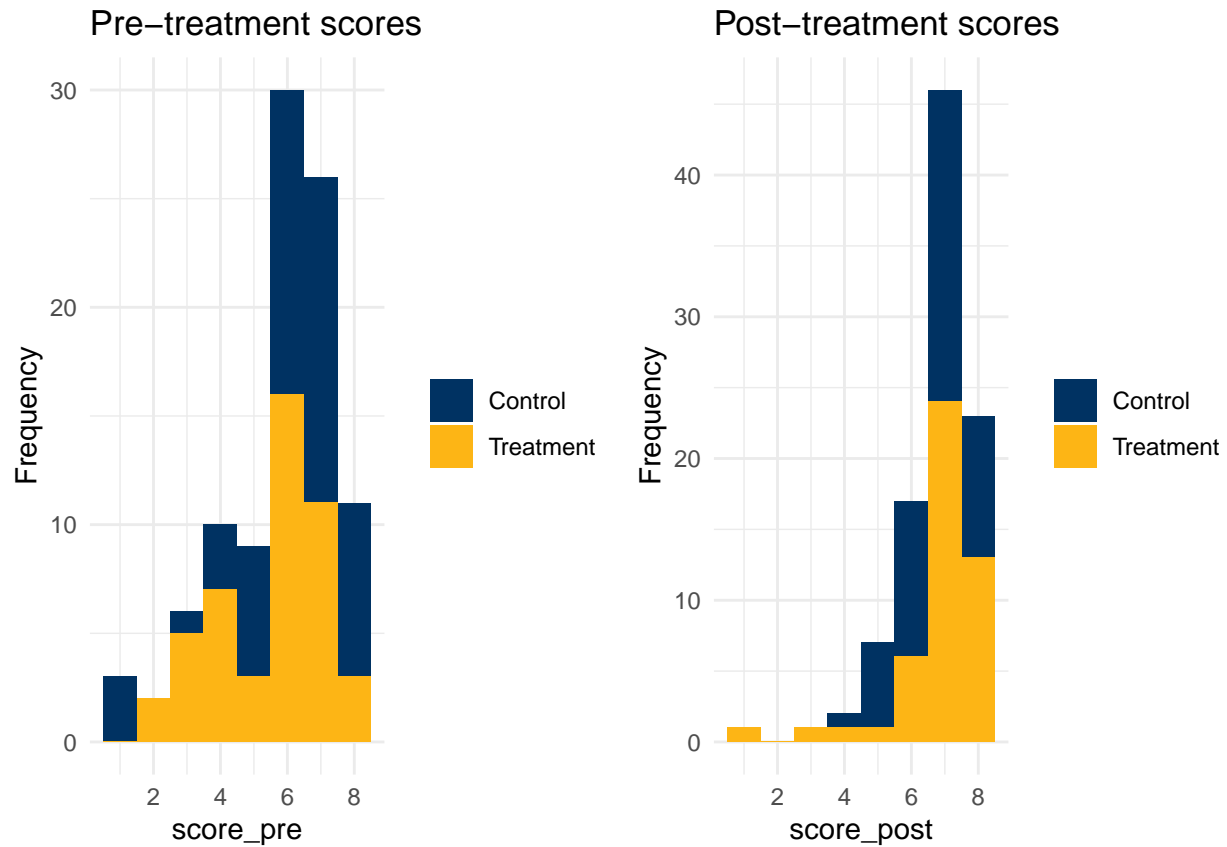 Pre−treatment scores
30
20
10
0
Frequency
2 4 6 8
score_pre
Control
Treatment
Post−treatment scores
40
30
20
10
0
Frequency
2 4 6 8
score_post
Control
Treatment